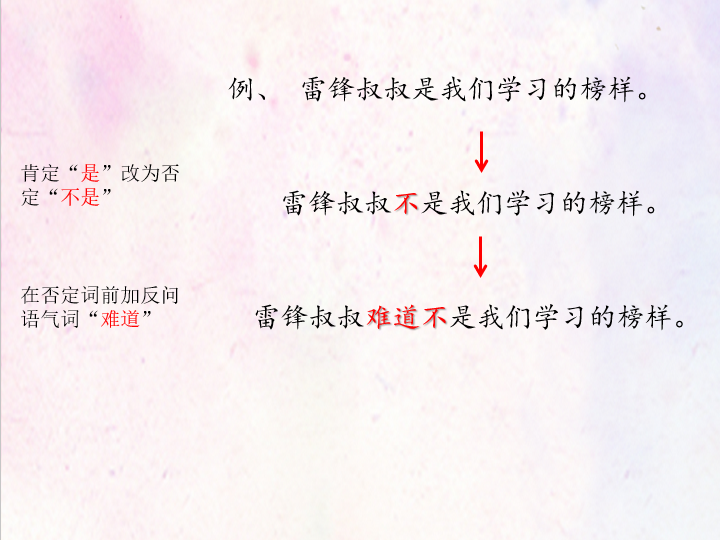 例、 雷锋叔叔是我们学习的榜样。
肯定“是”改为否
定“不是”
雷锋叔叔不是我们学习的榜样。
在否定词前加反问
语气词“难道”
雷锋叔叔难道不是我们学习的榜样。